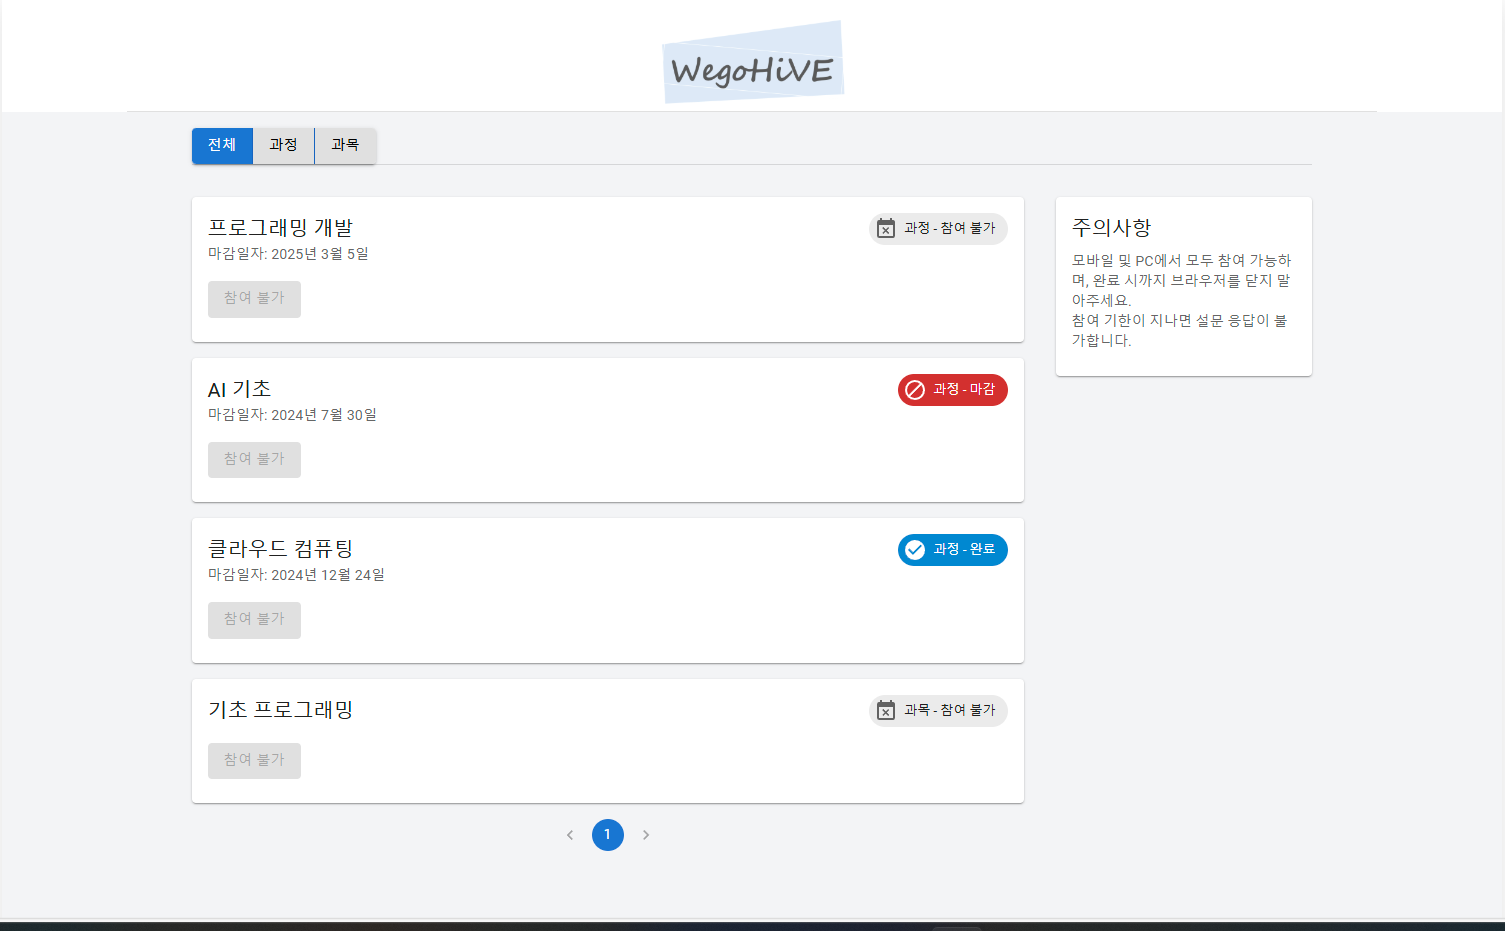 WegoHiVE
전체
과정
과목
프로그래밍 개발
과정 - 참여 불가
마감일자: 2025년 3월 5일
참여 불가
AI 기초
과정 - 마감
마감일자: 2024년 7월 30일
참여 불가
클라우드 컴퓨팅
과정 - 완료
마감일자: 2024년 12월 24일
참여 불가
기초 프로그래밍
과목 - 참여 불가
참여 불가
1
주의사항
모바일 및 PC에서 모두 참여 가능하
며, 완료 시까지 브라우저를 닫지 말
아주세요.
참여 기한이 지나면 설문 응답이 불
가합니다.